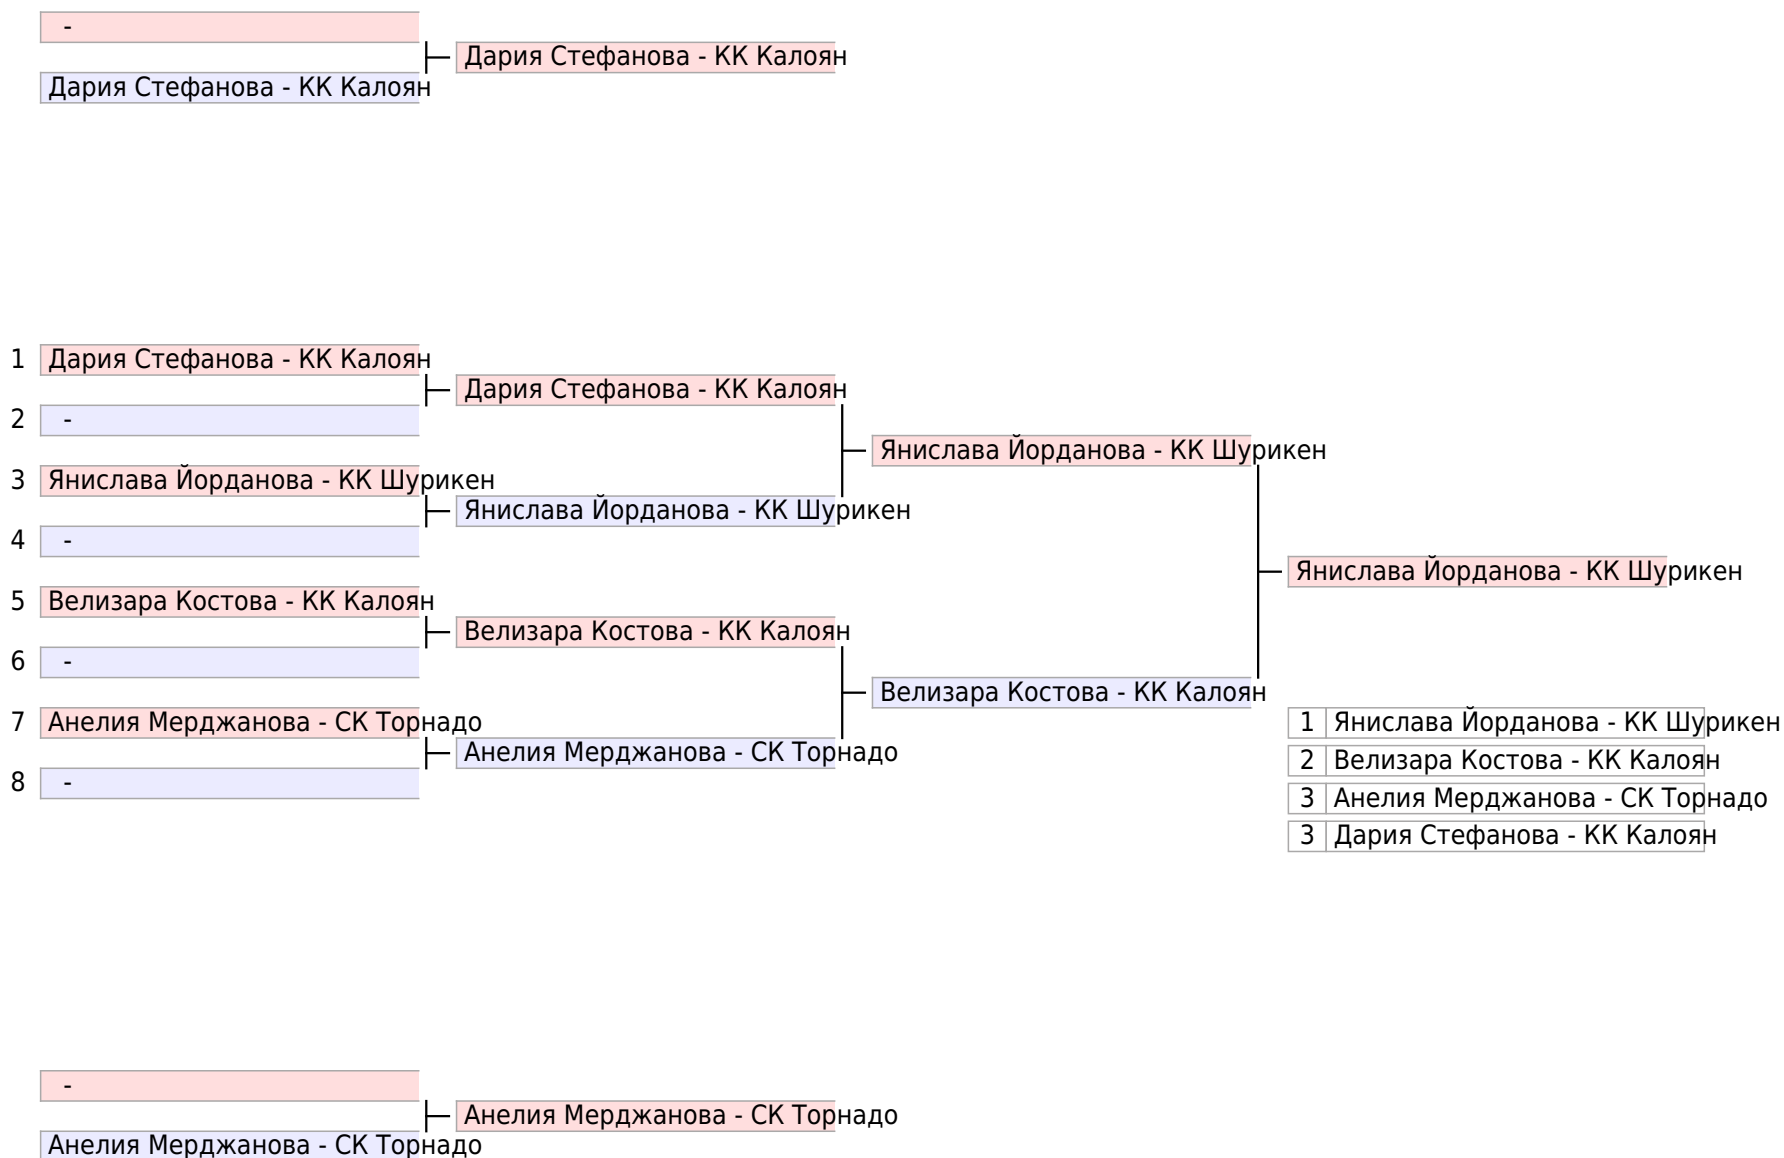 -
Дария Стефанова - КК Калоян
Дария Стефанова - КК Калоян
1 Дария Стефанова - КК Калоян
Дария Стефанова - КК Калоян
2 -
Янислава Йорданова - КК Шурикен
3 Янислава Йорданова - КК Шурикен
Янислава Йорданова - КК Шурикен
4 -
Янислава Йорданова - КК Шурикен
5 Велизара Костова - КК Калоян
Велизара Костова - КК Калоян
6 -
Велизара Костова - КК Калоян
7 Анелия Мерджанова - СК Торнадо
1 Янислава Йорданова - КК Шурикен
Анелия Мерджанова - СК Торнадо
2 Велизара Костова - КК Калоян
8 -
3 Анелия Мерджанова - СК Торнадо
3 Дария Стефанова - КК Калоян
-
Анелия Мерджанова - СК Торнадо
Анелия Мерджанова - СК Торнадо